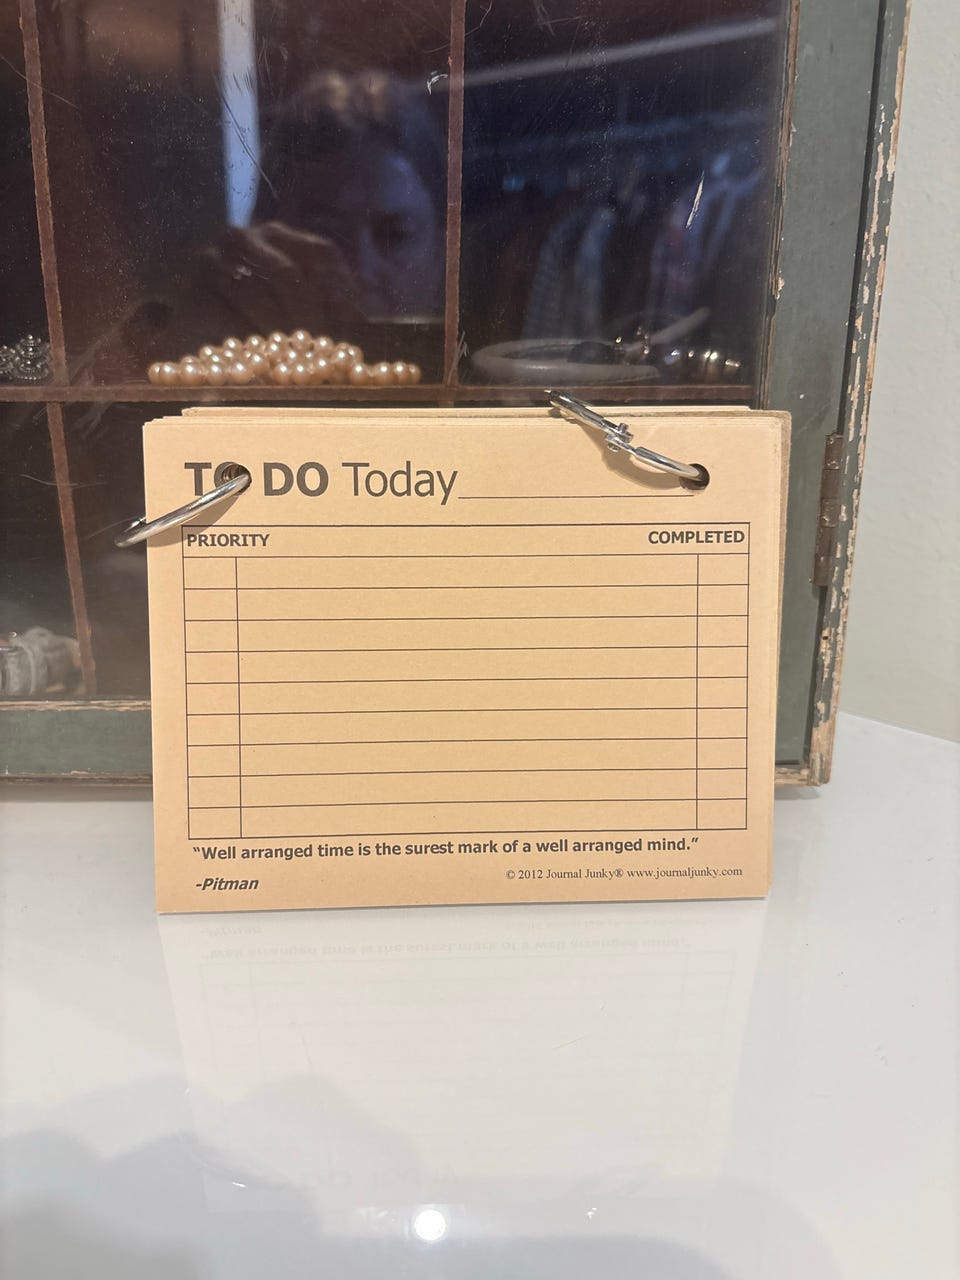 TO DO Today
PRIORITY COMPLETED
“Well arranged time is the surest mark of a well arranged mind.”
-Pitman
© 2012 Journal Junky® www.journaljunky.com